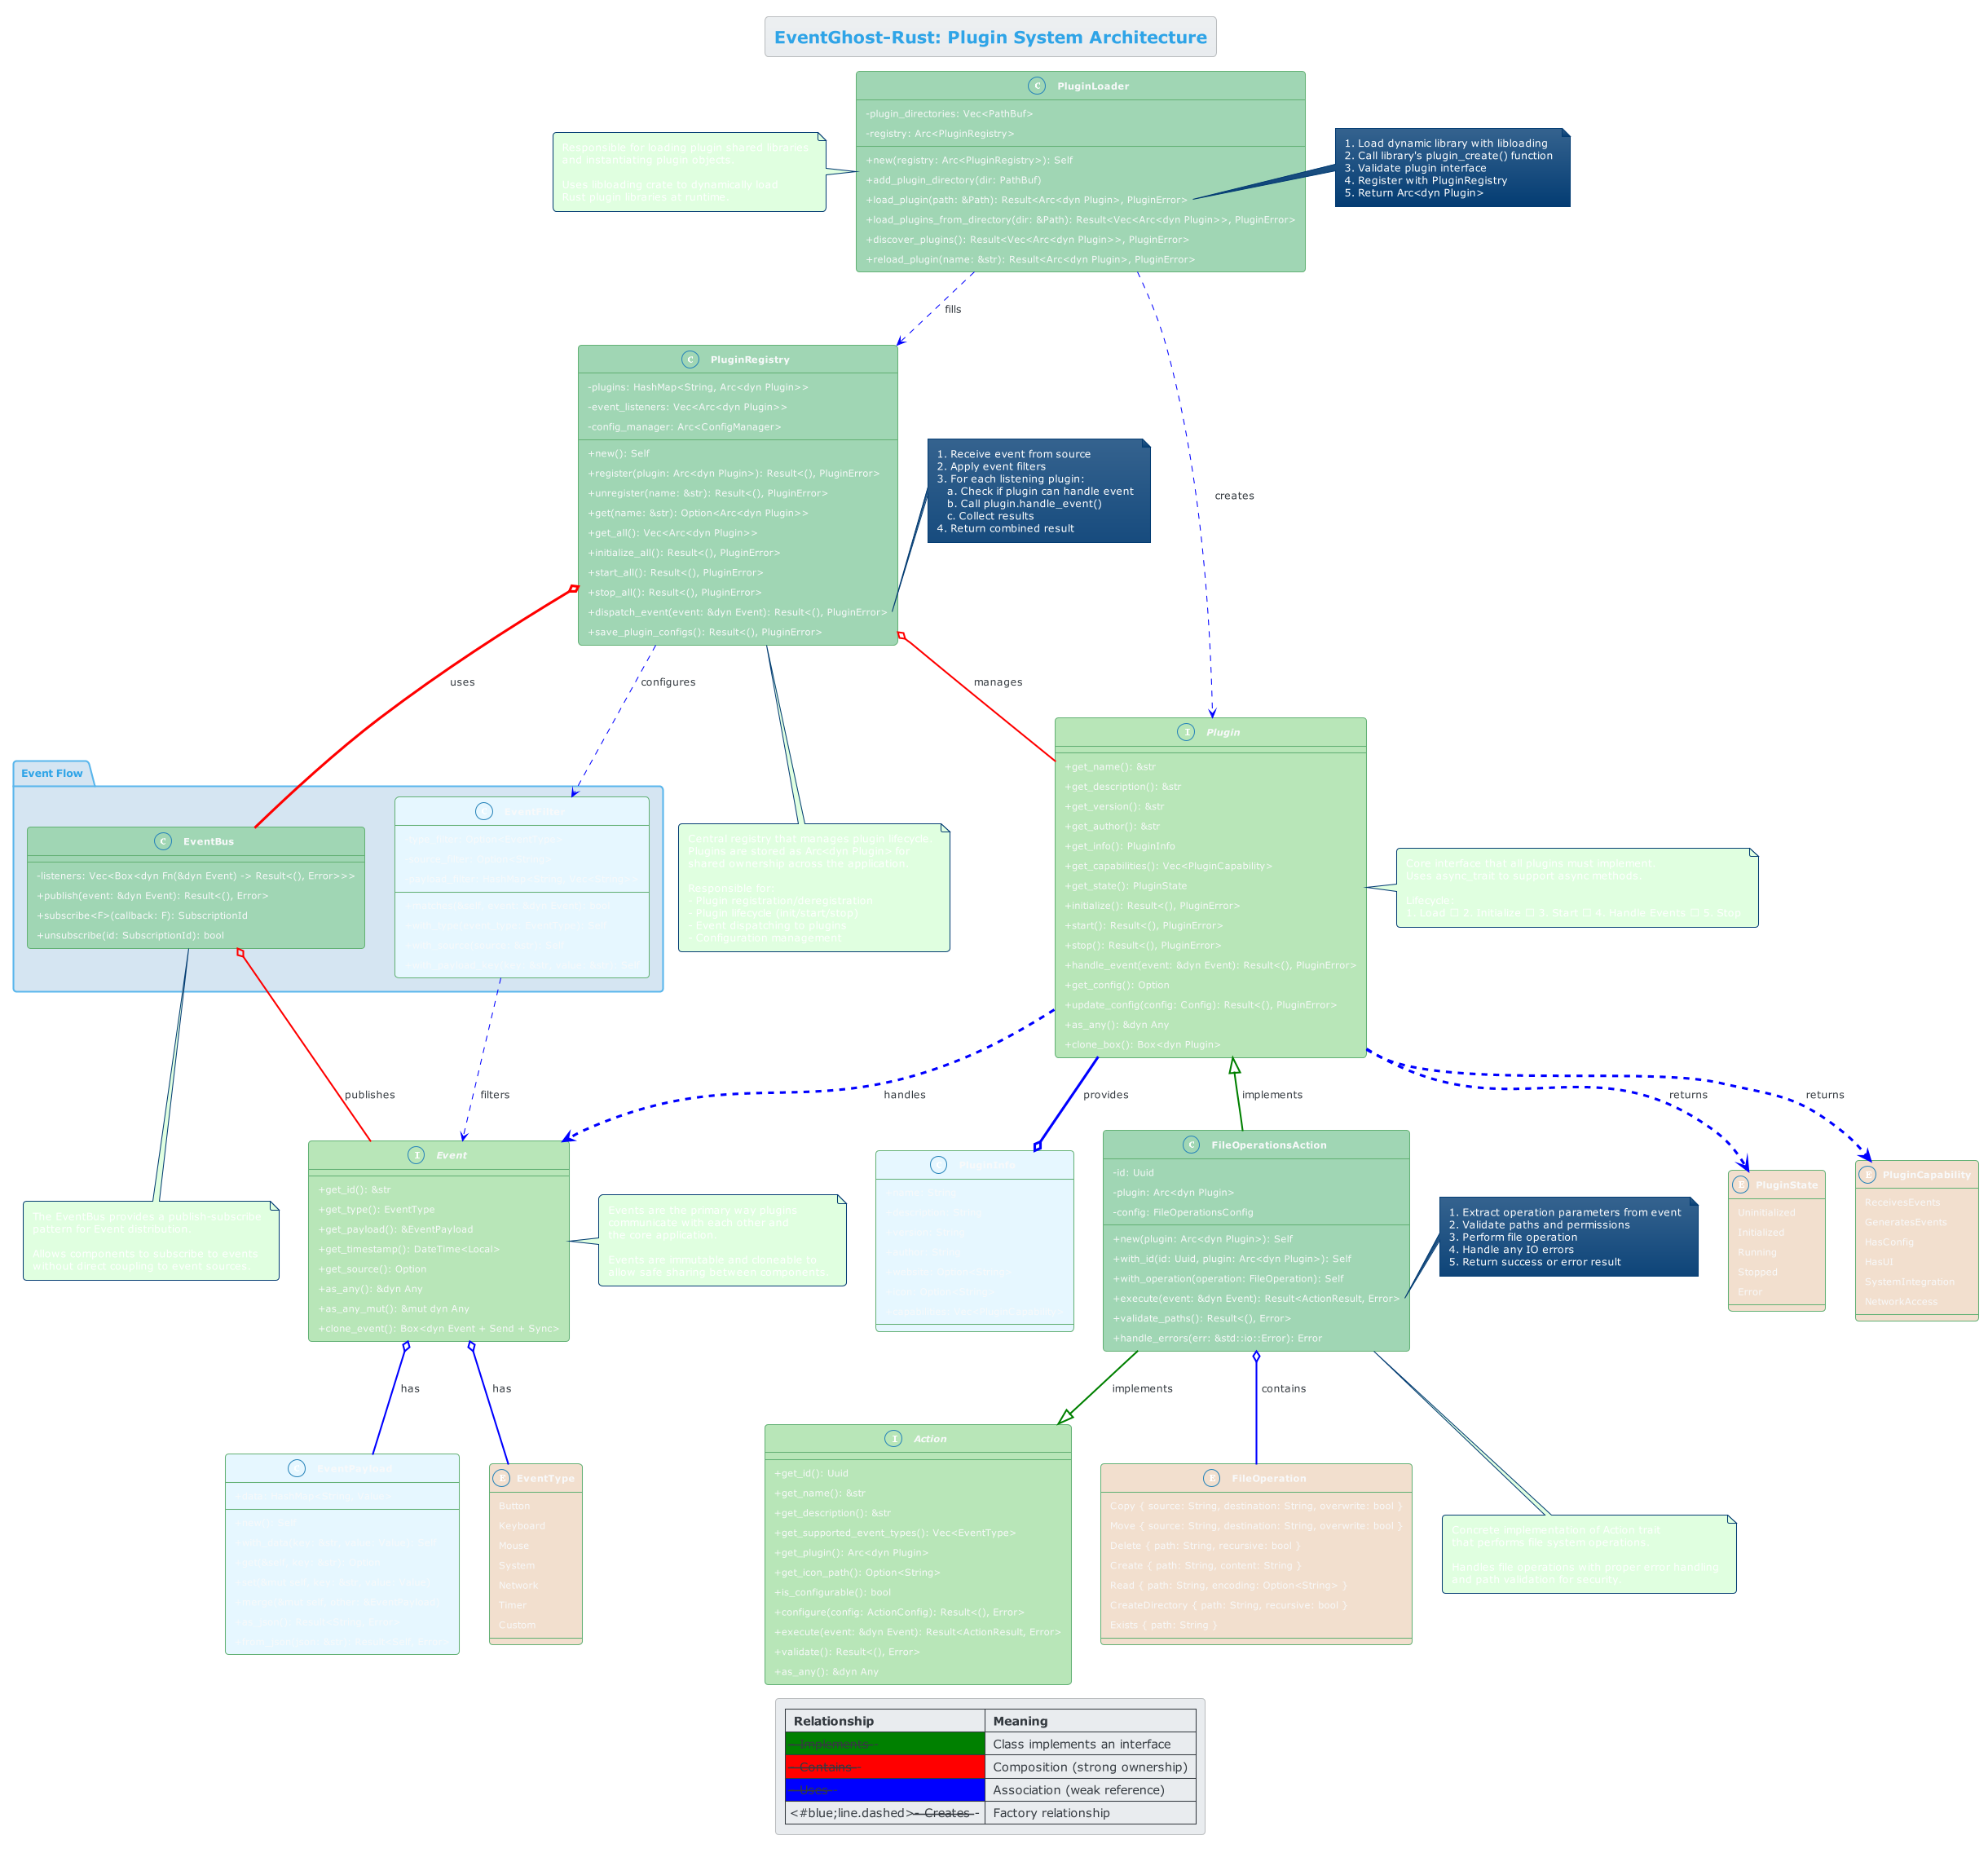 EventGhost-Rust: Plugin System Architecture
C PluginLoader
-plugin_directories: Vec<PathBuf>
-registry: Arc<PluginRegistry>
+new(registry: Arc<PluginRegistry>): Self
+add_plugin_directory(dir: PathBuf)
+load_plugin(path: &Path): Result<Arc<dyn Plugin>, PluginError>
+load_plugins_from_directory(dir: &Path): Result<Vec<Arc<dyn Plugin>>, PluginError>
+discover_plugins(): Result<Vec<Arc<dyn Plugin>>, PluginError>
+reload_plugin(name: &str): Result<Arc<dyn Plugin>, PluginError>
Responsible for loading plugin shared libraries
and instantiating plugin objects.
Uses libloading crate to dynamically load
Rust plugin libraries at runtime.
1. Load dynamic library with libloading
2. Call library's plugin_create() function
3. Validate plugin interface
4. Register with PluginRegistry
5. Return Arc<dyn Plugin>
fills
creates
C PluginRegistry
-plugins: HashMap<String, Arc<dyn Plugin>>
-event_listeners: Vec<Arc<dyn Plugin>>
-config_manager: Arc<ConfigManager>
+new(): Self
+register(plugin: Arc<dyn Plugin>): Result<(), PluginError>
+unregister(name: &str): Result<(), PluginError>
+get(name: &str): Option<Arc<dyn Plugin>>
+get_all(): Vec<Arc<dyn Plugin>>
+initialize_all(): Result<(), PluginError>
+start_all(): Result<(), PluginError>
+stop_all(): Result<(), PluginError>
+dispatch_event(event: &dyn Event): Result<(), PluginError>
+save_plugin_configs(): Result<(), PluginError>
1. Receive event from source
2. Apply event filters
3. For each listening plugin:
a. Check if plugin can handle event
b. Call plugin.handle_event()
c. Collect results
4. Return combined result
uses
configures
manages
Event Flow
C EventBus
-listeners: Vec<Box<dyn Fn(&dyn Event) -> Result<(), Error>>>
+publish(event: &dyn Event): Result<(), Error>
+subscribe<F>(callback: F): SubscriptionId
+unsubscribe(id: SubscriptionId): bool
EventFilter
Central registry that manages plugin lifecycle.
Plugins are stored as Arc<dyn Plugin> for
shared ownership across the application.
Responsible for:
- Plugin registration/deregistration
- Plugin lifecycle (init/start/stop)
- Event dispatching to plugins
- Configuration management
I Plugin
+get_name(): &str
+get_description(): &str
+get_version(): &str
+get_author(): &str
+get_info(): PluginInfo
+get_capabilities(): Vec<PluginCapability>
+get_state(): PluginState
+initialize(): Result<(), PluginError>
+start(): Result<(), PluginError>
+stop(): Result<(), PluginError>
+handle_event(event: &dyn Event): Result<(), PluginError>
+get_config(): Option
+update_config(config: Config): Result<(), PluginError>
+as_any(): &dyn Any
+clone_box(): Box<dyn Plugin>
Core interface that all plugins must implement.
Uses async_trait to support async methods.
Lifecycle:
1. Load 2. Initialize 3. Start 4. Handle Events 5. Stop
publishes
filters
handles
provides
implements
returns
returns
The EventBus provides a publish-subscribe
pattern for Event distribution.
Allows components to subscribe to events
without direct coupling to event sources.
I Event
+get_id(): &str
+get_type(): EventType
+get_payload(): &EventPayload
+get_timestamp(): DateTime<Local>
+get_source(): Option
+as_any(): &dyn Any
+as_any_mut(): &mut dyn Any
+clone_event(): Box<dyn Event + Send + Sync>
Events are the primary way plugins
communicate with each other and
the core application.
Events are immutable and cloneable to
allow safe sharing between components.
PluginInfo
C FileOperationsAction
-id: Uuid
-plugin: Arc<dyn Plugin>
-config: FileOperationsConfig
+new(plugin: Arc<dyn Plugin>): Self
+with_id(id: Uuid, plugin: Arc<dyn Plugin>): Self
+with_operation(operation: FileOperation): Self
+execute(event: &dyn Event): Result<ActionResult, Error>
+validate_paths(): Result<(), Error>
+handle_errors(err: &std::io::Error): Error
1. Extract operation parameters from event
2. Validate paths and permissions
3. Perform file operation
4. Handle any IO errors
5. Return success or error result
E PluginState
Uninitialized
Initialized
Running
Stopped
Error
E PluginCapability
ReceivesEvents
GeneratesEvents
HasConfig
HasUI
SystemIntegration
NetworkAccess
has
has
implements
contains
EventPayload
E EventType
Button
Keyboard
Mouse
System
Network
Timer
Custom
I Action
+get_id(): Uuid
+get_name(): &str
+get_description(): &str
+get_supported_event_types(): Vec<EventType>
+get_plugin(): Arc<dyn Plugin>
+get_icon_path(): Option<String>
+is_configurable(): bool
+configure(config: ActionConfig): Result<(), Error>
+execute(event: &dyn Event): Result<ActionResult, Error>
+validate(): Result<(), Error>
+as_any(): &dyn Any
E FileOperation
Copy { source: String, destination: String, overwrite: bool }
Move { source: String, destination: String, overwrite: bool }
Delete { path: String, recursive: bool }
Create { path: String, content: String }
Read { path: String, encoding: Option<String> }
CreateDirectory { path: String, recursive: bool }
Exists { path: String }
Concrete implementation of Action trait
that performs file system operations.
Handles file operations with proper error handling
and path validation for security.
Relationship Meaning
- Implements - Class implements an interface
- Contains - Composition (strong ownership)
- Uses - Association (weak reference)
<#blue;line.dashed>- Creates - Factory relationship